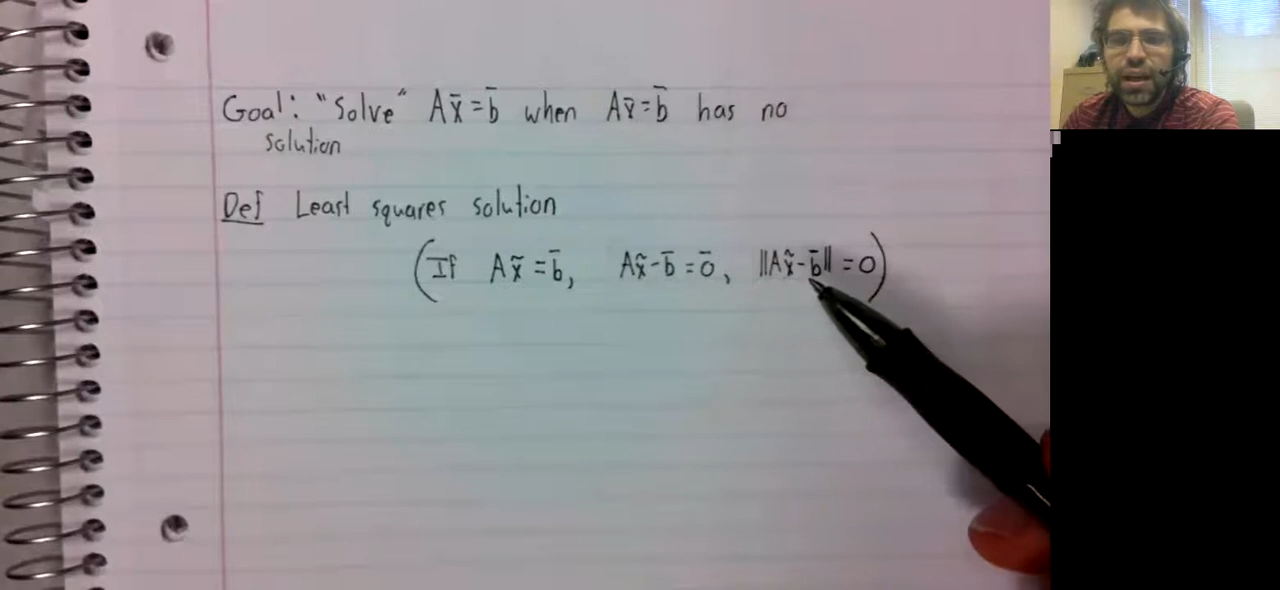 Goal: "Solve" Ax̄ = b̄ when Ax̄ = b̄ has no
solution
Def Least squares solution
(If Ax̃ = b̄, Ax̃ - b̄ = 0̄, ||Ax̃ - b̄|| = 0)